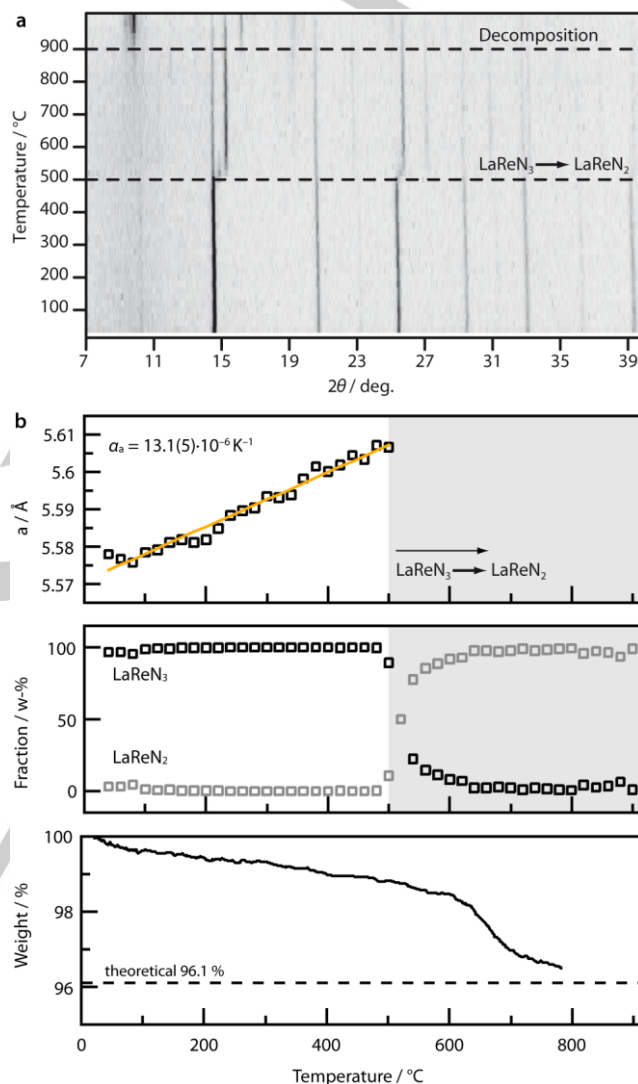 a
Decomposition
LaReN₃ → LaReN₂
900
800
700
600
500
400
300
200
100
Temperature / °C
7 11 15 19 23 27 31 35 39
2θ / deg.
b
αₐ = 13.1(5)·10⁻⁶ K⁻¹
5.61
5.6
5.59
5.58
5.57
a / Å
LaReN₃ → LaReN₂
100
50
0
Fraction / w-%
LaReN₃
LaReN₂
100
98
96
Weight / %
theoretical 96.1 %
0 200 400 600 800
Temperature / °C